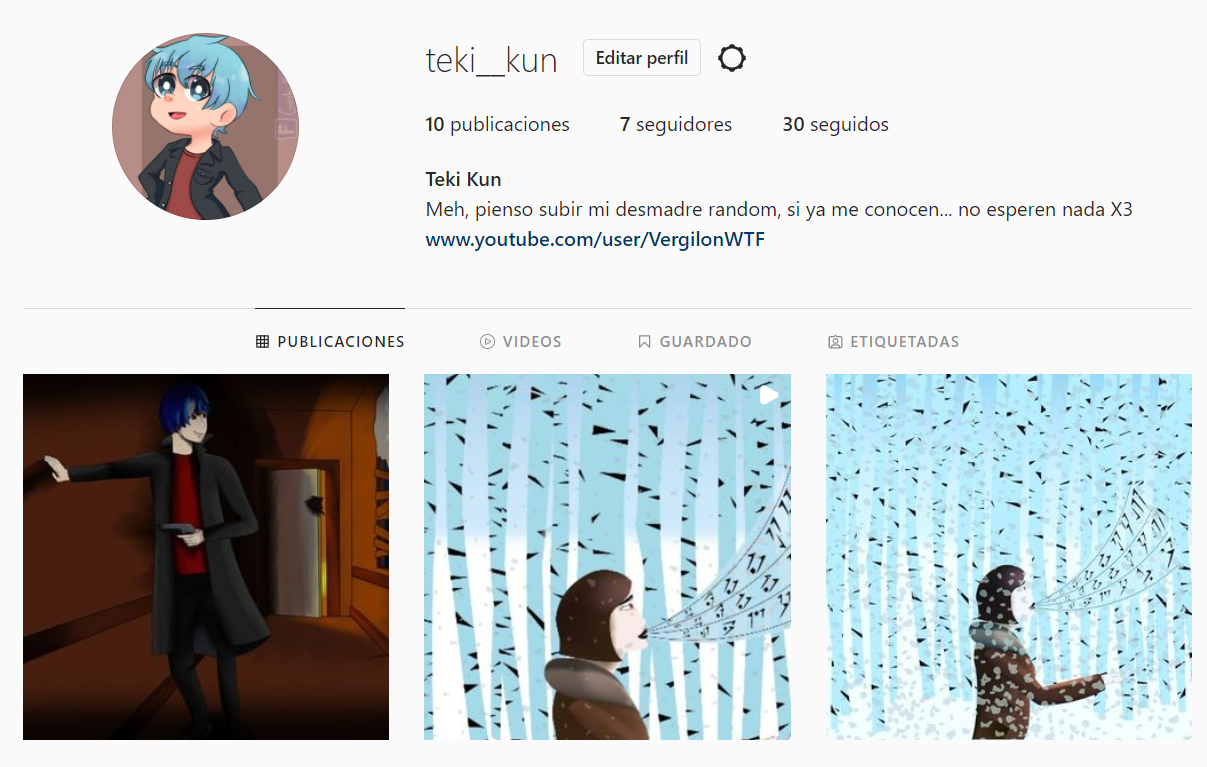 teki__kun Editar perfil
10 publicaciones 7 seguidores 30 seguidos
Teki Kun
Meh, pienso subir mi desmadre random, si ya me conocen... no esperen nada X3
www.youtube.com/user/VergilonWTF
PUBLICACIONES VIDEOS GUARDADO ETIQUETADAS